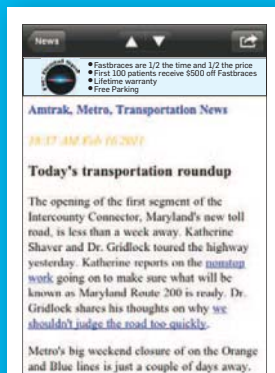 News
Fastbraces are 1/2 the time and 1/2 the price
First 100 patients receive $500 off Fastbraces
Lifetime warranty
Free Parking
Amtrak, Metro, Transportation News
10:37 AM Feb 16 2011
Today's transportation roundup
The opening of the first segment of the
Intercounty Connector, Maryland's new toll
road, is less than a week away. Katherine
Shaver and Dr. Gridlock toured the highway
yesterday. Katherine reports on the nonstop
work going on to make sure what will be
known as Maryland Route 200 is ready. Dr.
Gridlock shares his thoughts on why we
shouldn't judge the road too quickly.
Metro's big weekend closure of on the Orange
and Blue lines is just a couple of days away.